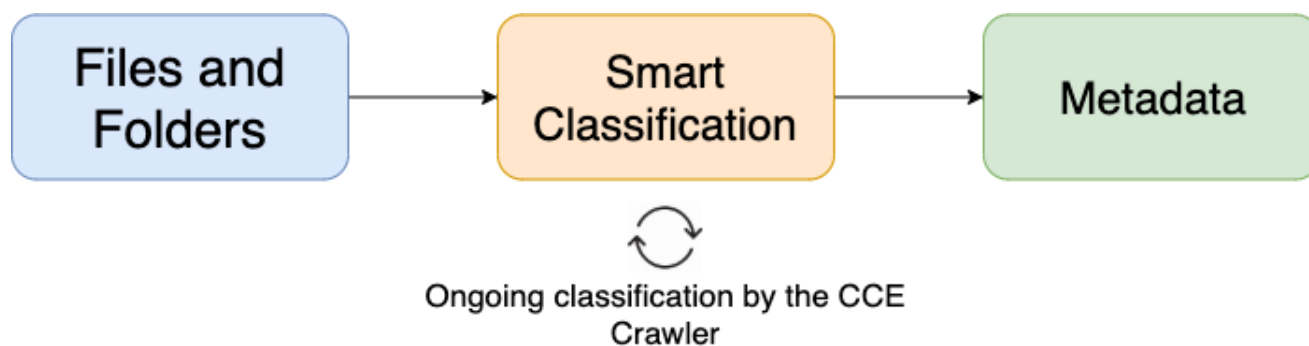 Files and
Folders
Smart
Classification
Metadata
Ongoing classification by the CCE
Crawler